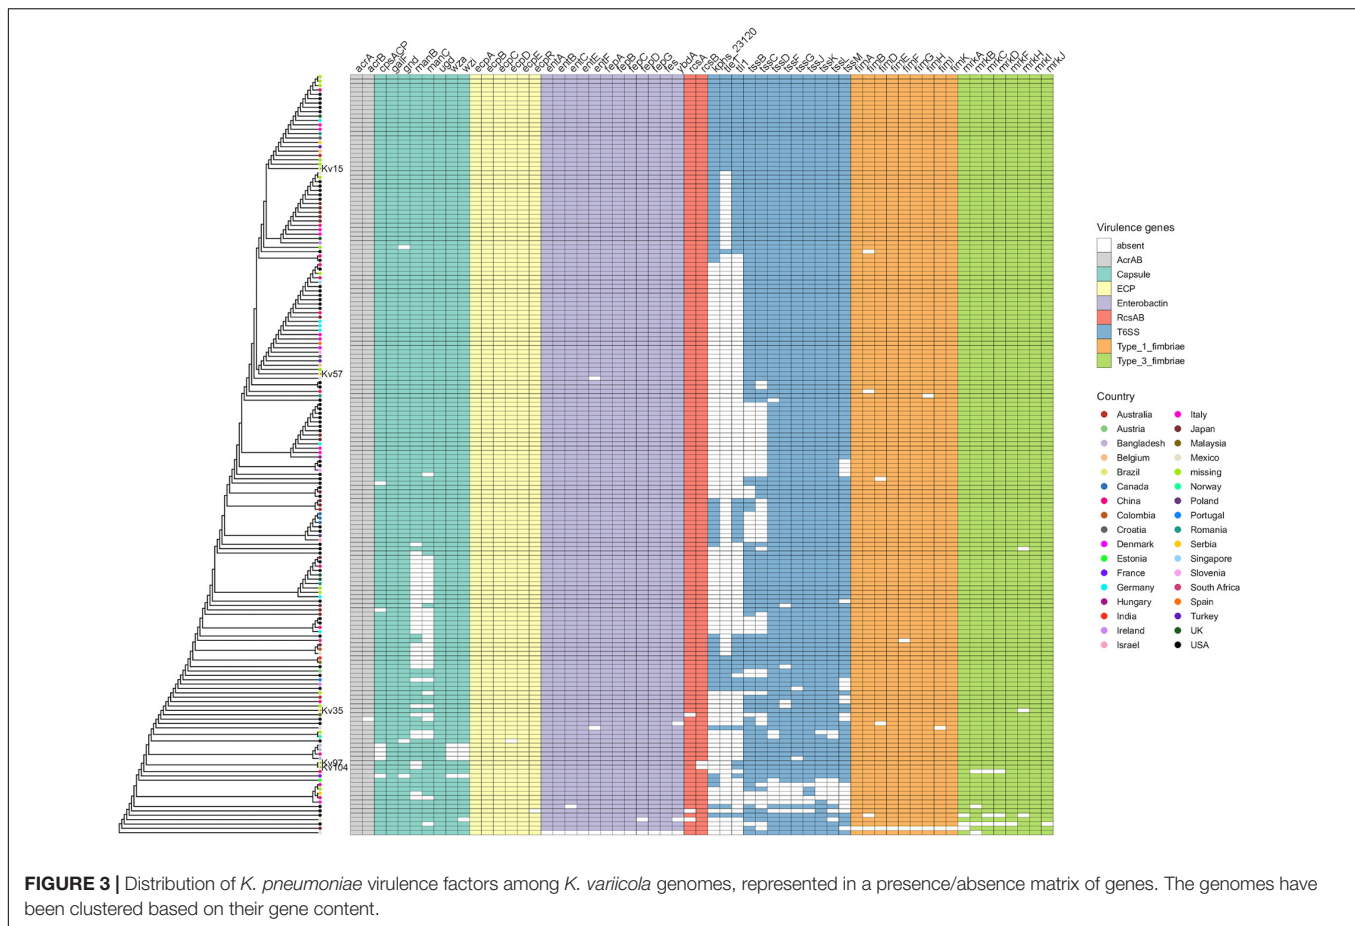 acrA
acrB
cpsACP
galF
gnd
manB
manC
ugd
wza
wzi
ecpA
ecpB
ecpC
ecpD
ecpE
ecpR
entA
entB
entC
entE
entF
fepA
fepB
fepC
fepD
fepG
fes
ybdA
rcsA
rcsB
kphs_23120
tli1
tssB
tssC
tssD
tssF
tssG
tssJ
tssK
tssL
tssM
fimA
fimB
fimD
fimE
fimF
fimG
fimH
fimI
fimK
mrkA
mrkB
mrkC
mrkD
mrkF
mrkH
mrkI
mrkJ
Kv15
Kv57
Kv35
Kv97
Kv104
Virulence genes
absent
AcrAB
Capsule
ECP
Enterobactin
RcsAB
T6SS
Type_1_fimbriae
Type_3_fimbriae
Country
Australia Italy
Austria Japan
Bangladesh Malaysia
Belgium Mexico
Brazil missing
Canada Norway
China Poland
Colombia Portugal
Croatia Romania
Denmark Serbia
Estonia Singapore
France Slovenia
Germany South Africa
Hungary Spain
India Turkey
Ireland UK
Israel USA
FIGURE 3 | Distribution of K. pneumoniae virulence factors among K. variicola genomes, represented in a presence/absence matrix of genes. The genomes have
been clustered based on their gene content.